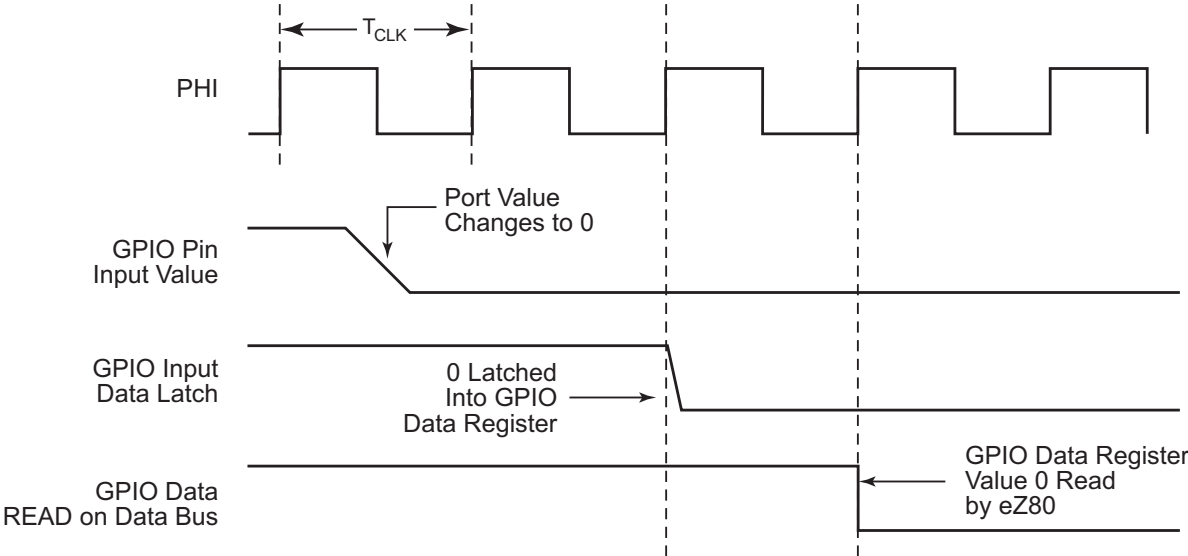 TCLK
PHI
Port Value
Changes to 0
GPIO Pin
Input Value
GPIO Input
Data Latch
0 Latched
Into GPIO
Data Register
GPIO Data
READ on Data Bus
GPIO Data Register
Value 0 Read
by eZ80